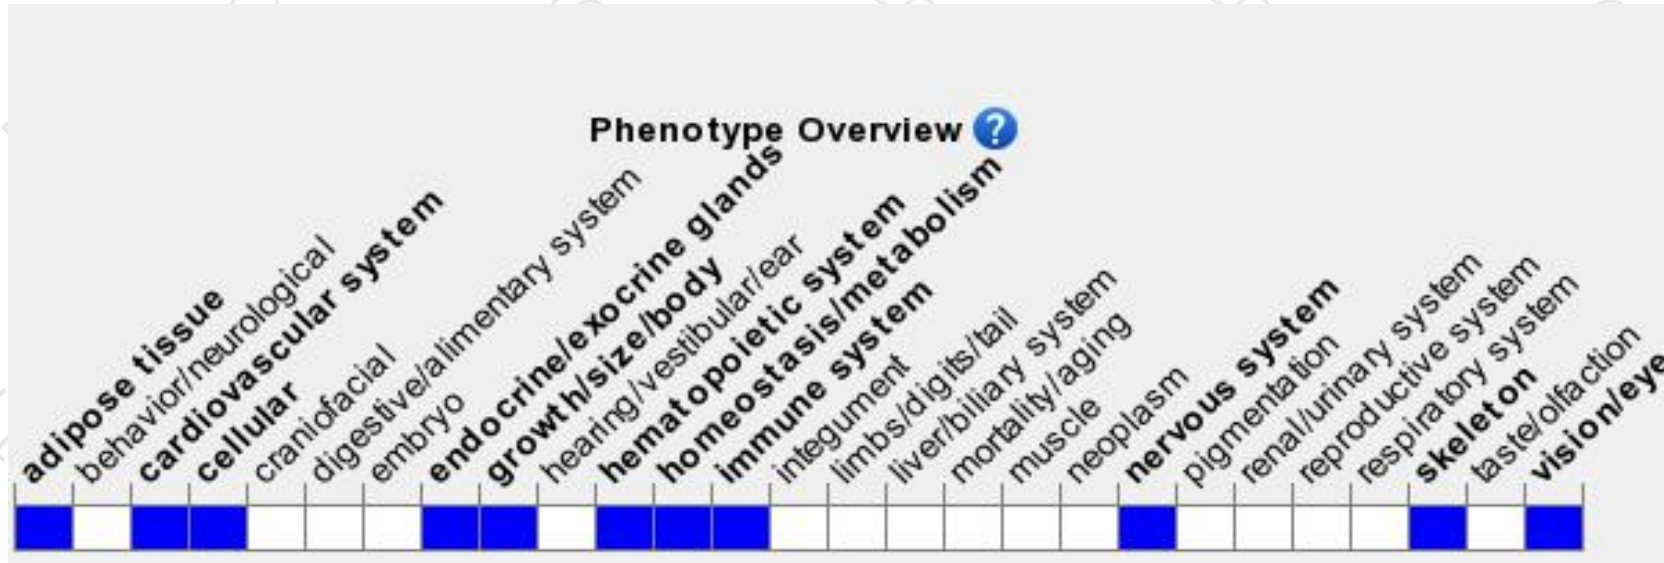 Phenotype Overview ?
adipose tissue
behavior/neurological
cardiovascular system
cellular
craniofacial
digestive/alimentary system
embryo
endocrine/exocrine glands
growth/size/body
hearing/vestibular/ear
hematopoietic system
homeostasis/metabolism
immune system
integument
limbs/digits/tail
liver/biliary system
mortality/aging
muscle
neoplasm
nervous system
pigmentation
renal/urinary system
reproductive system
respiratory system
skeleton
taste/olfaction
vision/eye